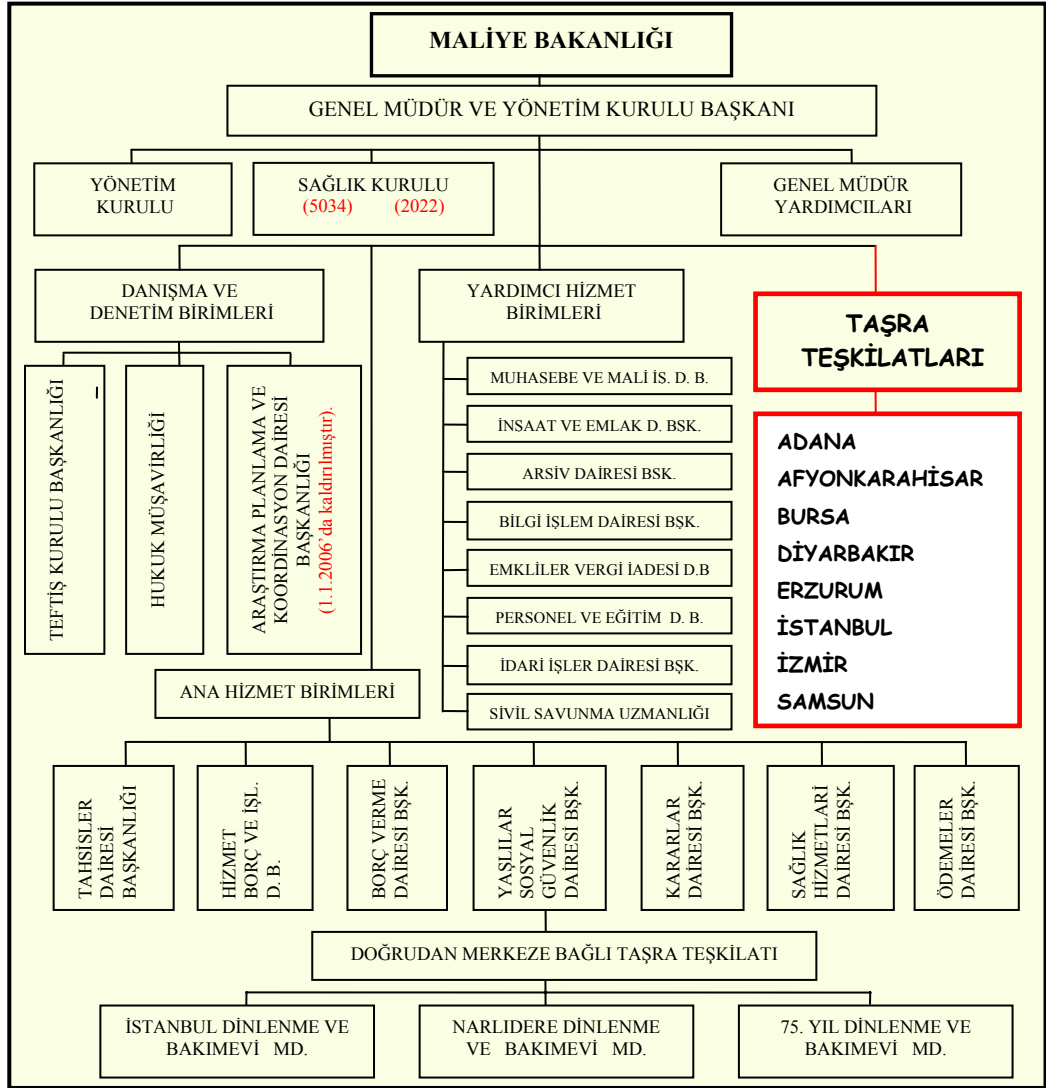 MALİYE BAKANLIĞI
GENEL MÜDÜR VE YÖNETİM KURULU BAŞKANI
YÖNETİM
KURULU
SAĞLIK KURULU
(5034) (2022)
GENEL MÜDÜR
YARDIMCILARI
DANIŞMA VE
DENETİM BİRİMLERİ
YARDIMCI HİZMET
BİRİMLERİ
TAŞRA
TEŞKİLATLARI
TEFTİŞ KURULU BAŞKANLIĞI
HUKUK MÜŞAVİRLİĞİ
ARAŞTIRMA PLANLAMA VE
KOORDİNASYON DAİRESİ
BAŞKANLIĞI
(1.1.2006’da kaldırılmıştır).
MUHASEBE VE MALİ İS. D. B.
İNSAAT VE EMLAK D. BSK.
ARSİV DAİRESİ BSK.
BİLGİ İŞLEM DAİRESİ BŞK.
EMKLİLER VERGİ İADESİ D.B
PERSONEL VE EĞİTİM D. B.
İDARİ İŞLER DAİRESİ BŞK.
SİVİL SAVUNMA UZMANLIĞI
ADANA
AFYONKARAHİSAR
BURSA
DİYARBAKIR
ERZURUM
İSTANBUL
İZMİR
SAMSUN
ANA HİZMET BİRİMLERİ
TAHSİSLER
DAİRESİ
BAŞKANLIĞI
HİZMET
BORÇ VE İŞL.
D. B.
BORÇ VERME
DAİRESİ BŞK.
YAŞLILAR
SOSYAL
GÜVENLİK
DAİRESİ BŞK.
KARARLAR
DAİRESİ BŞK.
SAĞLIK
HİZMETLARİ
DAİRESİ BŞK.
ÖDEMELER
DAİRESİ BŞK.
DOĞRUDAN MERKEZE BAĞLI TAŞRA TEŞKİLATI
İSTANBUL DİNLENME VE
BAKIMEVİ MD.
NARLIDERE DİNLENME
VE BAKIMEVİ MD.
75. YIL DİNLENME VE
BAKIMEVİ MD.